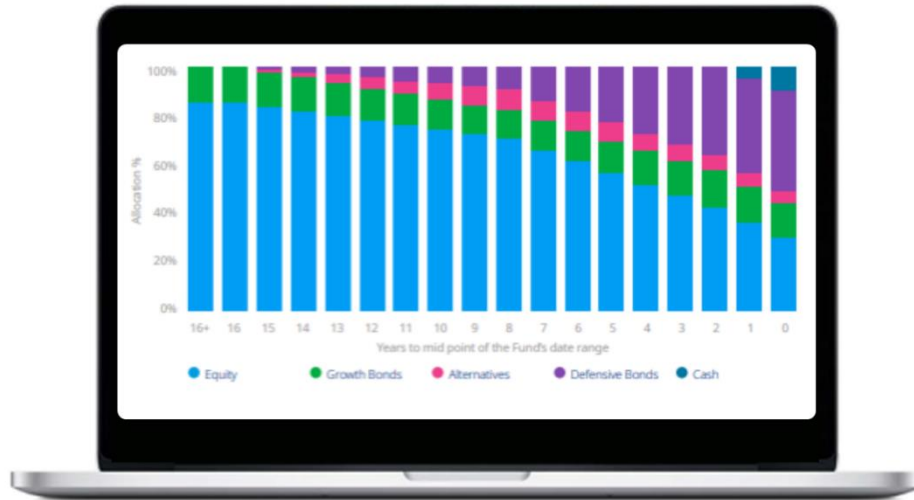 100%
80%
60%
40%
20%
0%
Allocation %
16+ 16 15 14 13 12 11 10 9 8 7 6 5 4 3 2 1 0
Years to mid point of the Fund's date range
Equity Growth Bonds Alternatives Defensive Bonds Cash